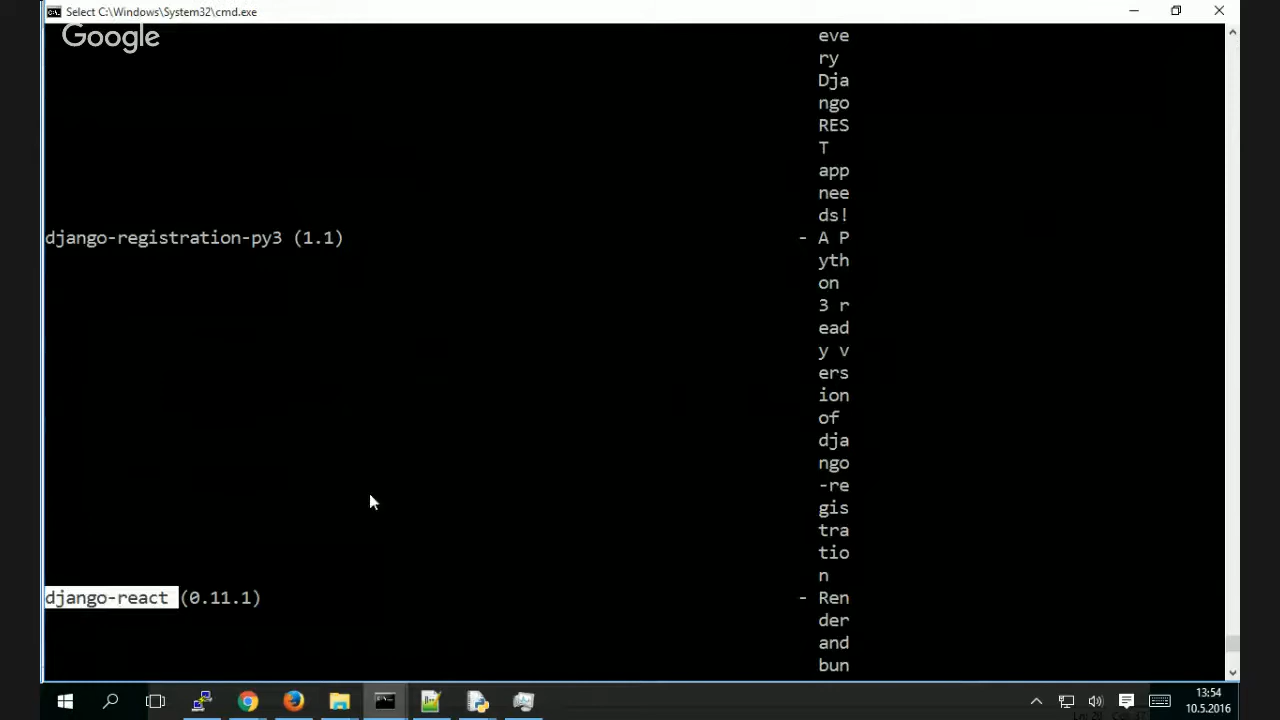 Select C:\Windows\System32\cmd.exe
Google
eve
ry
Dja
ngo
RES
T
app
nee
ds!
django-registration-py3 (1.1) - A P
yth
on
3 r
ead
y v
ers
ion
of
dja
ngo
-re
gis
tra
tio
n
django-react (0.11.1) - Ren
der
and
bun
13:54
10.5.2016